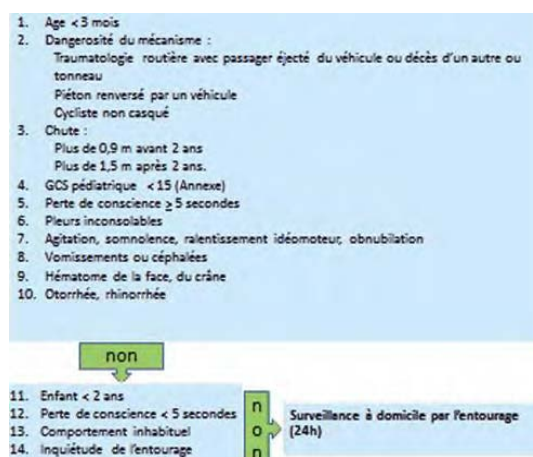 1. Age < 3 mois
2. Dangerosité du mécanisme :
Traumatologie routière avec passager éjecté du véhicule ou décès d'un autre ou
tonneau
Piéton renversé par un véhicule
Cycliste non casqué
3. Chute :
Plus de 0,9 m avant 2 ans
Plus de 1,5 m après 2 ans.
4. GCS pédiatrique < 15 (Annexe)
5. Perte de conscience ≥ 5 secondes
6. Pleurs inconsolables
7. Agitation, somnolence, ralentissement idéomoteur, obnubilation
8. Vomissements ou céphalées
9. Hématome de la face, du crâne
10. Otorrhée, rhinorrhée
non
11. Enfant < 2 ans
12. Perte de conscience < 5 secondes
13. Comportement inhabituel
14. Inquiétude de l'entourage
n
o
n
Surveillance à domicile par l'entourage
(24h)